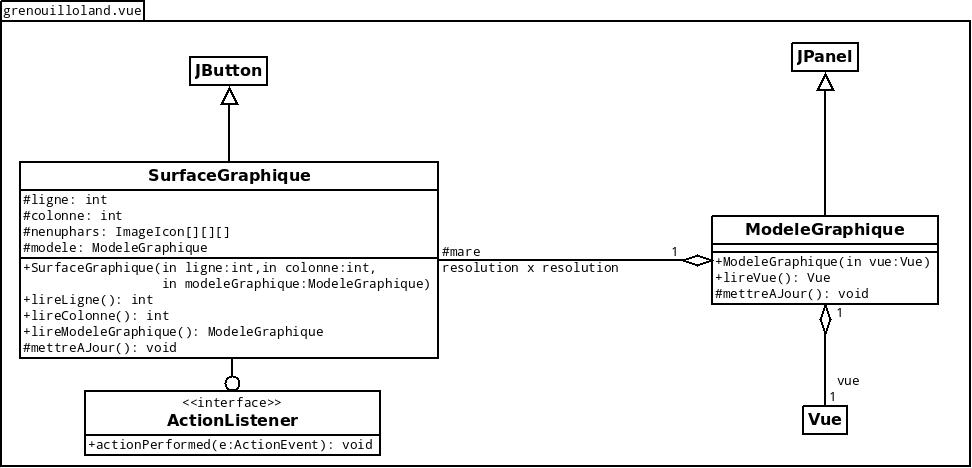 grenouilloland.vue
JButton
JPanel
SurfaceGraphique
#ligne: int
#colonne: int
#nenuphars: ImageIcon[][][]
#modele: ModeleGraphique
+SurfaceGraphique(in ligne:int,in colonne:int,
in modeleGraphique:ModeleGraphique)
+lireLigne(): int
+lireColonne(): int
+lireModeleGraphique(): ModeleGraphique
#mettreAJour(): void
#mare
1
resolution x resolution
ModeleGraphique
+ModeleGraphique(in vue:Vue)
+lireVue(): Vue
#mettreAJour(): void
1
vue
1
Vue
<<interface>>
ActionListener
+actionPerformed(e:ActionEvent): void